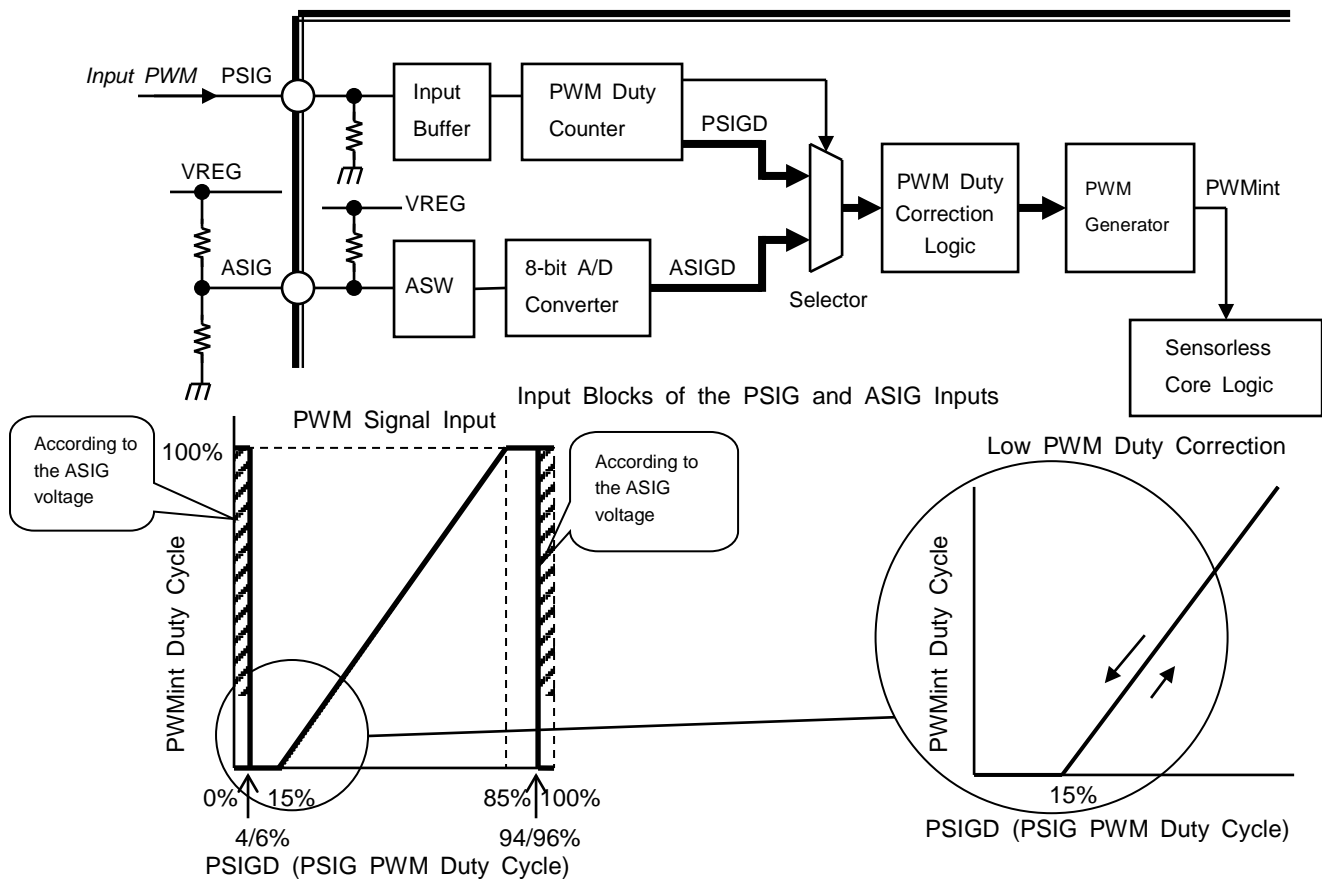 Input PWM
PSIG
Input
Buffer
PWM Duty
Counter
PSIGD
VREG
VREG
ASIG
ASW
8-bit A/D
Converter
ASIGD
Selector
PWM Duty
Correction
Logic
PWM
Generator
PWMint
Sensorless
Core Logic
Input Blocks of the PSIG and ASIG Inputs
According to
the ASIG
voltage
PWM Signal Input
100%
According to
the ASIG
voltage
PWMint Duty Cycle
0%
15%
85%
100%
4/6%
94/96%
PSIGD (PSIG PWM Duty Cycle)
Low PWM Duty Correction
PWMint Duty Cycle
15%
PSIGD (PSIG PWM Duty Cycle)